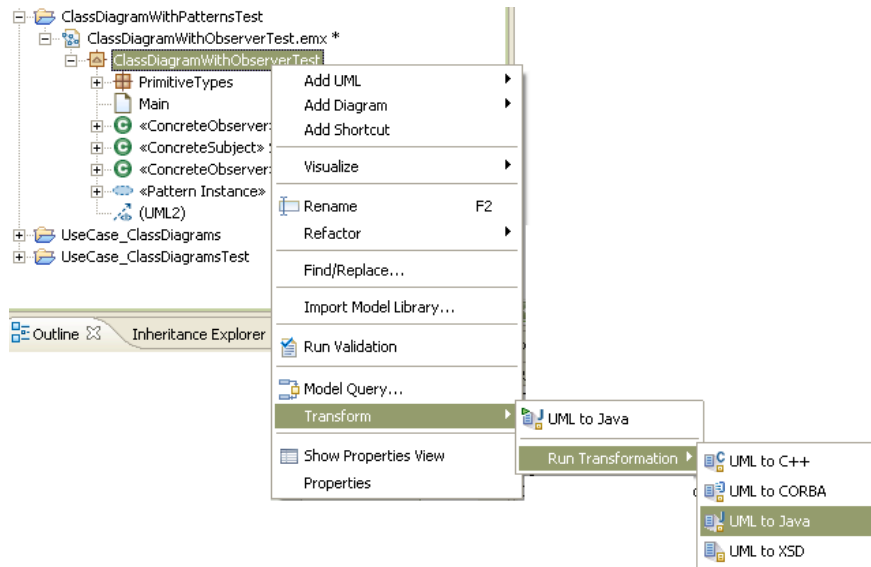 ClassDiagramWithPatternsTest
ClassDiagramWithObserverTest.emx *
ClassDiagramWithObserverTest
PrimitiveTypes
Main
«ConcreteObserver»
«ConcreteSubject»
«ConcreteObserver»
«Pattern Instance»
(UML2)
UseCase_ClassDiagrams
UseCase_ClassDiagramsTest
Outline
Inheritance Explorer
Add UML
Add Diagram
Add Shortcut
Visualize
Rename F2
Refactor
Find/Replace...
Import Model Library...
Run Validation
Model Query...
Transform
Show Properties View
Properties
UML to Java
Run Transformation
UML to C++
UML to CORBA
UML to Java
UML to XSD